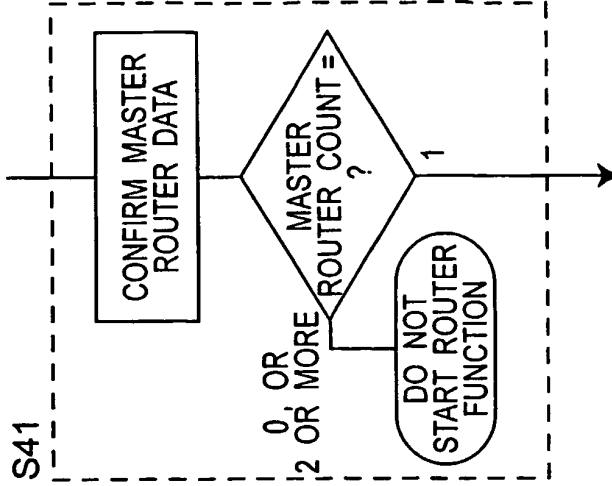 S41
CONFIRM MASTER
ROUTER DATA
MASTER
ROUTER COUNT =
?
0, OR
2 OR MORE
1
DO NOT
START ROUTER
FUNCTION